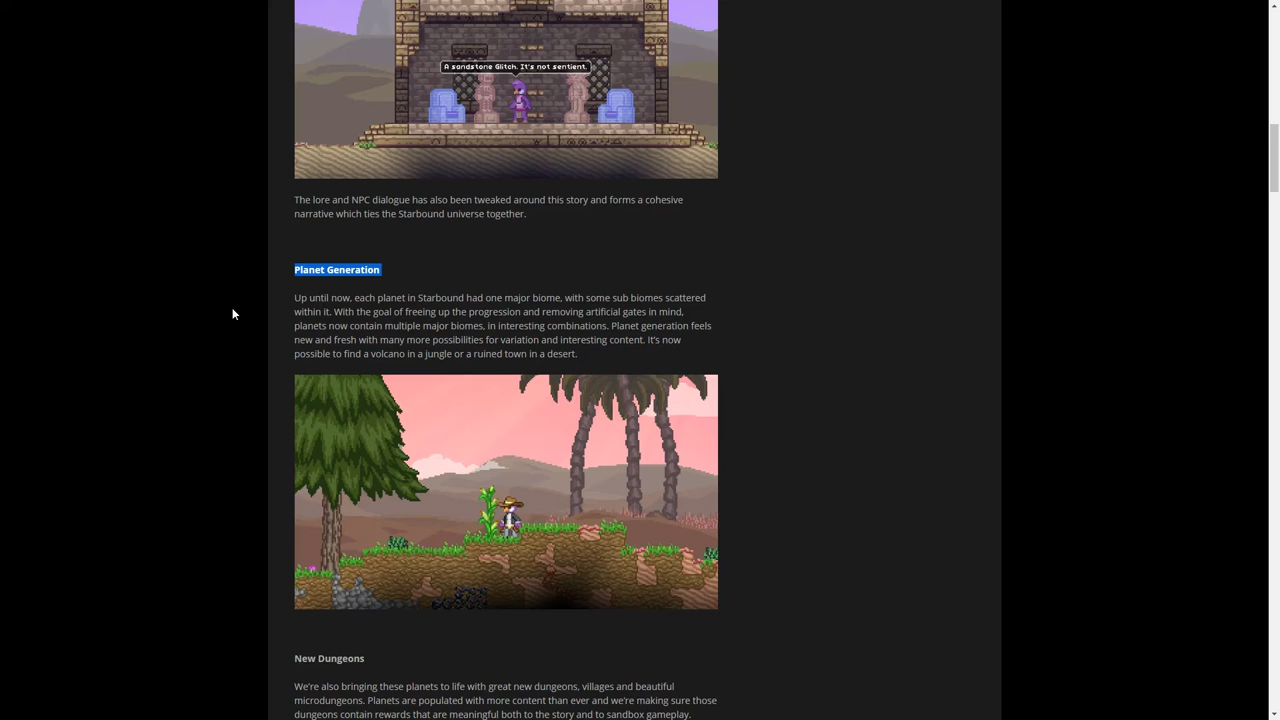 A sandstone Glitch. It's not sentient.
The lore and NPC dialogue has also been tweaked around this story and forms a cohesive
narrative which ties the Starbound universe together.
Planet Generation
Up until now, each planet in Starbound had one major biome, with some sub biomes scattered
within it. With the goal of freeing up the progression and removing artificial gates in mind,
planets now contain multiple major biomes, in interesting combinations. Planet generation feels
new and fresh with many more possibilities for variation and interesting content. It’s now
possible to find a volcano in a jungle or a ruined town in a desert.
New Dungeons
We’re also bringing these planets to life with great new dungeons, villages and beautiful
microdungeons. Planets are populated with more content than ever and we’re making sure those
dungeons contain rewards that are meaningful both to the story and to sandbox gameplay.